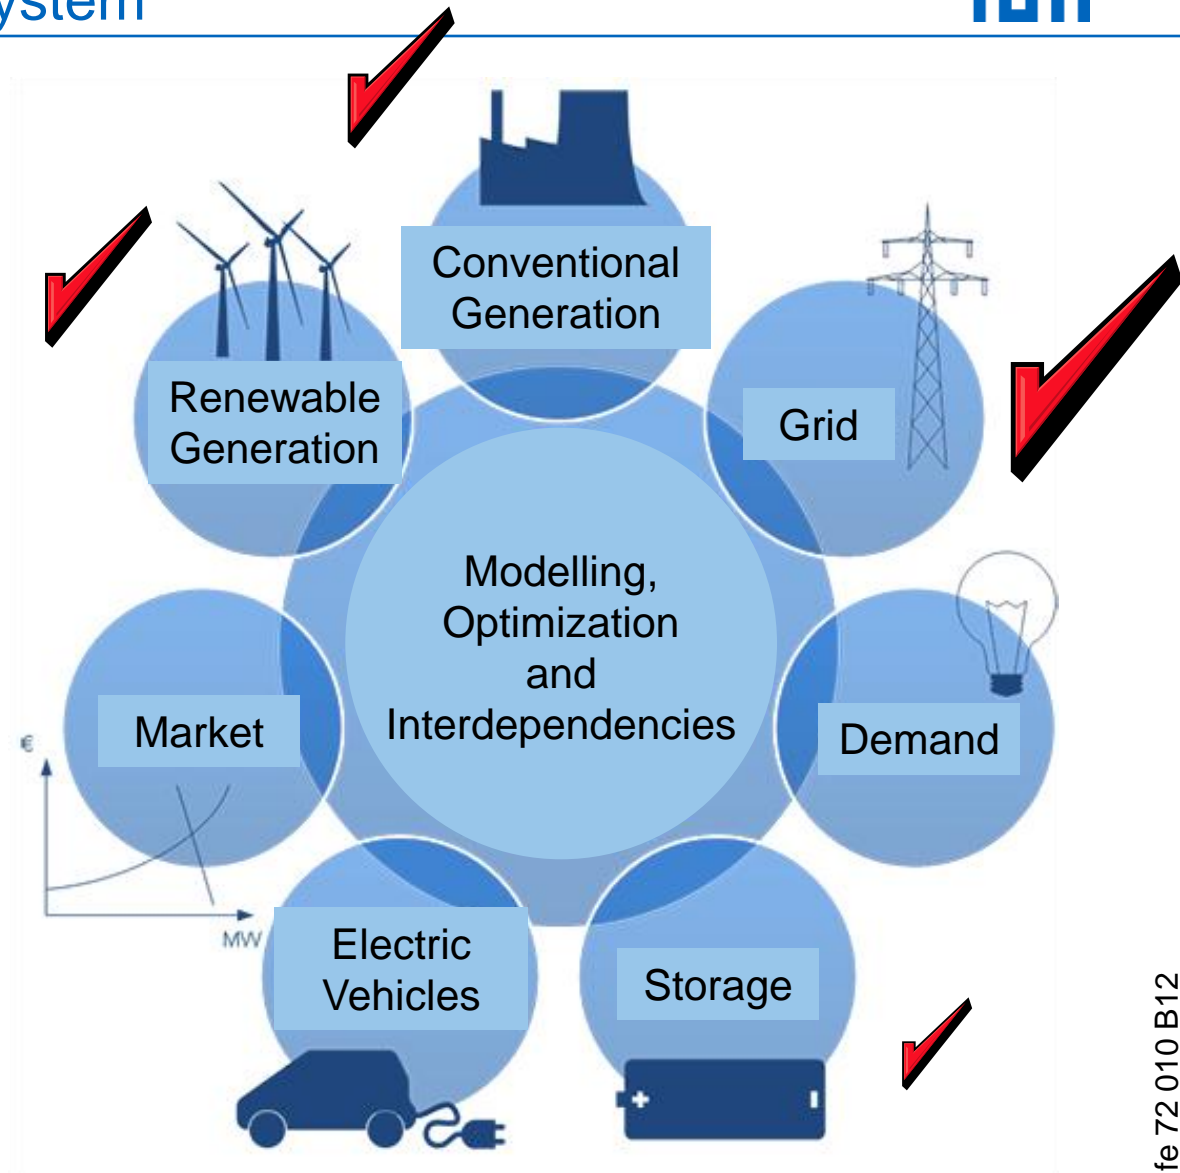 ystem
Conventional
Generation
Renewable
Generation
Grid
Modelling,
Optimization
and
Interdependencies
Market
Demand
€
MW
Electric
Vehicles
Storage
fe 72 010 B12